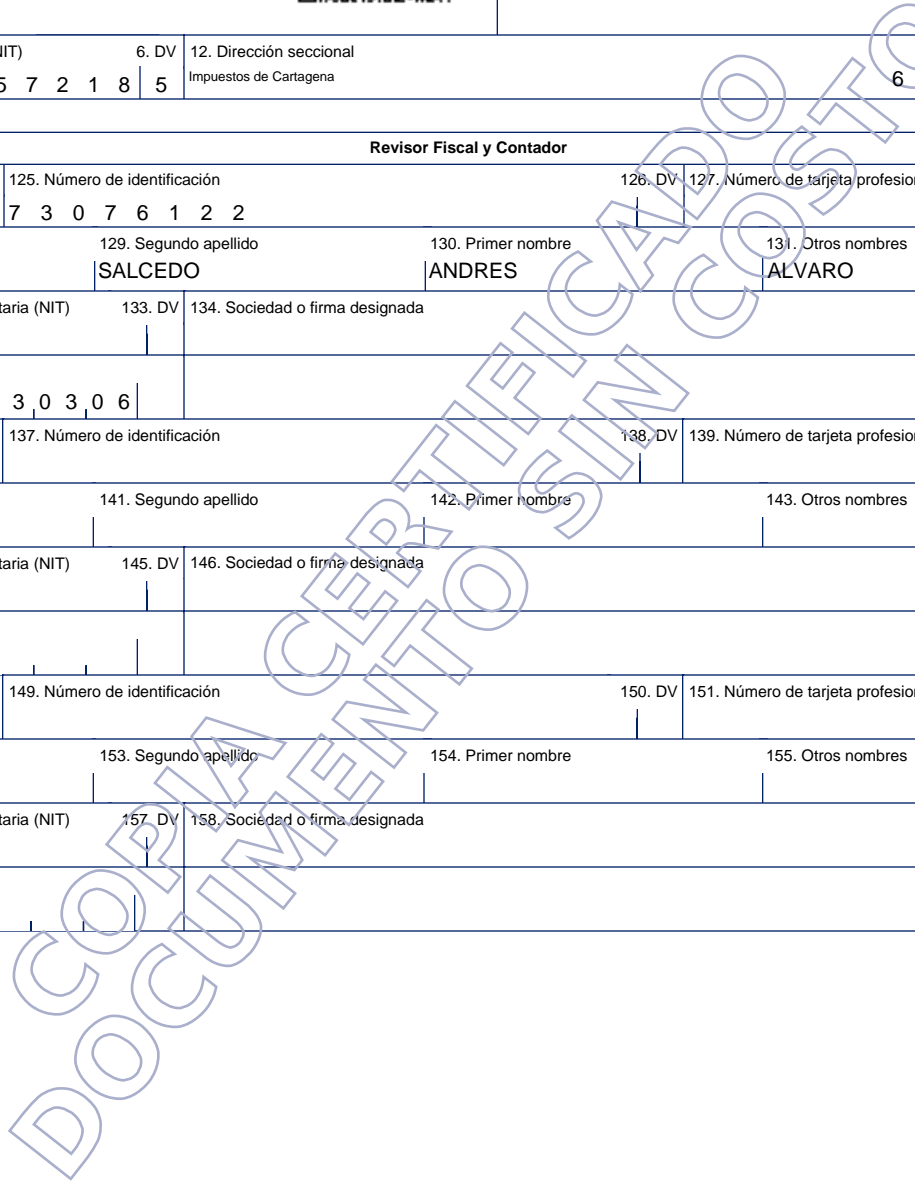 IT) 6. DV 12. Dirección seccional
5 7 2 1 8 5 Impuestos de Cartagena 6
Revisor Fiscal y Contador
125. Número de identificación 126. DV 127. Número de tarjeta profesion
7 3 0 7 6 1 2 2
129. Segundo apellido 130. Primer nombre 131. Otros nombres
SALCEDO ANDRES ALVARO
taria (NIT) 133. DV 134. Sociedad o firma designada
3 0 3 0 6
137. Número de identificación 138. DV 139. Número de tarjeta profesion
141. Segundo apellido 142. Primer nombre 143. Otros nombres
taria (NIT) 145. DV 146. Sociedad o firma designada
149. Número de identificación 150. DV 151. Número de tarjeta profesion
153. Segundo apellido 154. Primer nombre 155. Otros nombres
taria (NIT) 157. DV 158. Sociedad o firma designada
COPIA CERTIFICADO
DOCUMENTO SIN COSTO